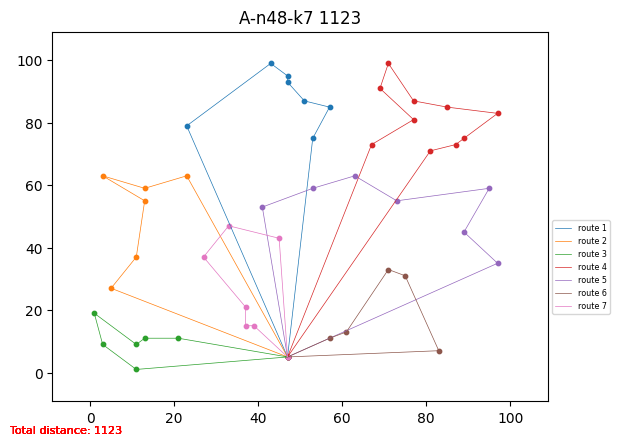 A-n48-k7 1123
100
80
60
40
20
0
0 20 40 60 80 100
route 1
route 2
route 3
route 4
route 5
route 6
route 7
Total distance: 1123